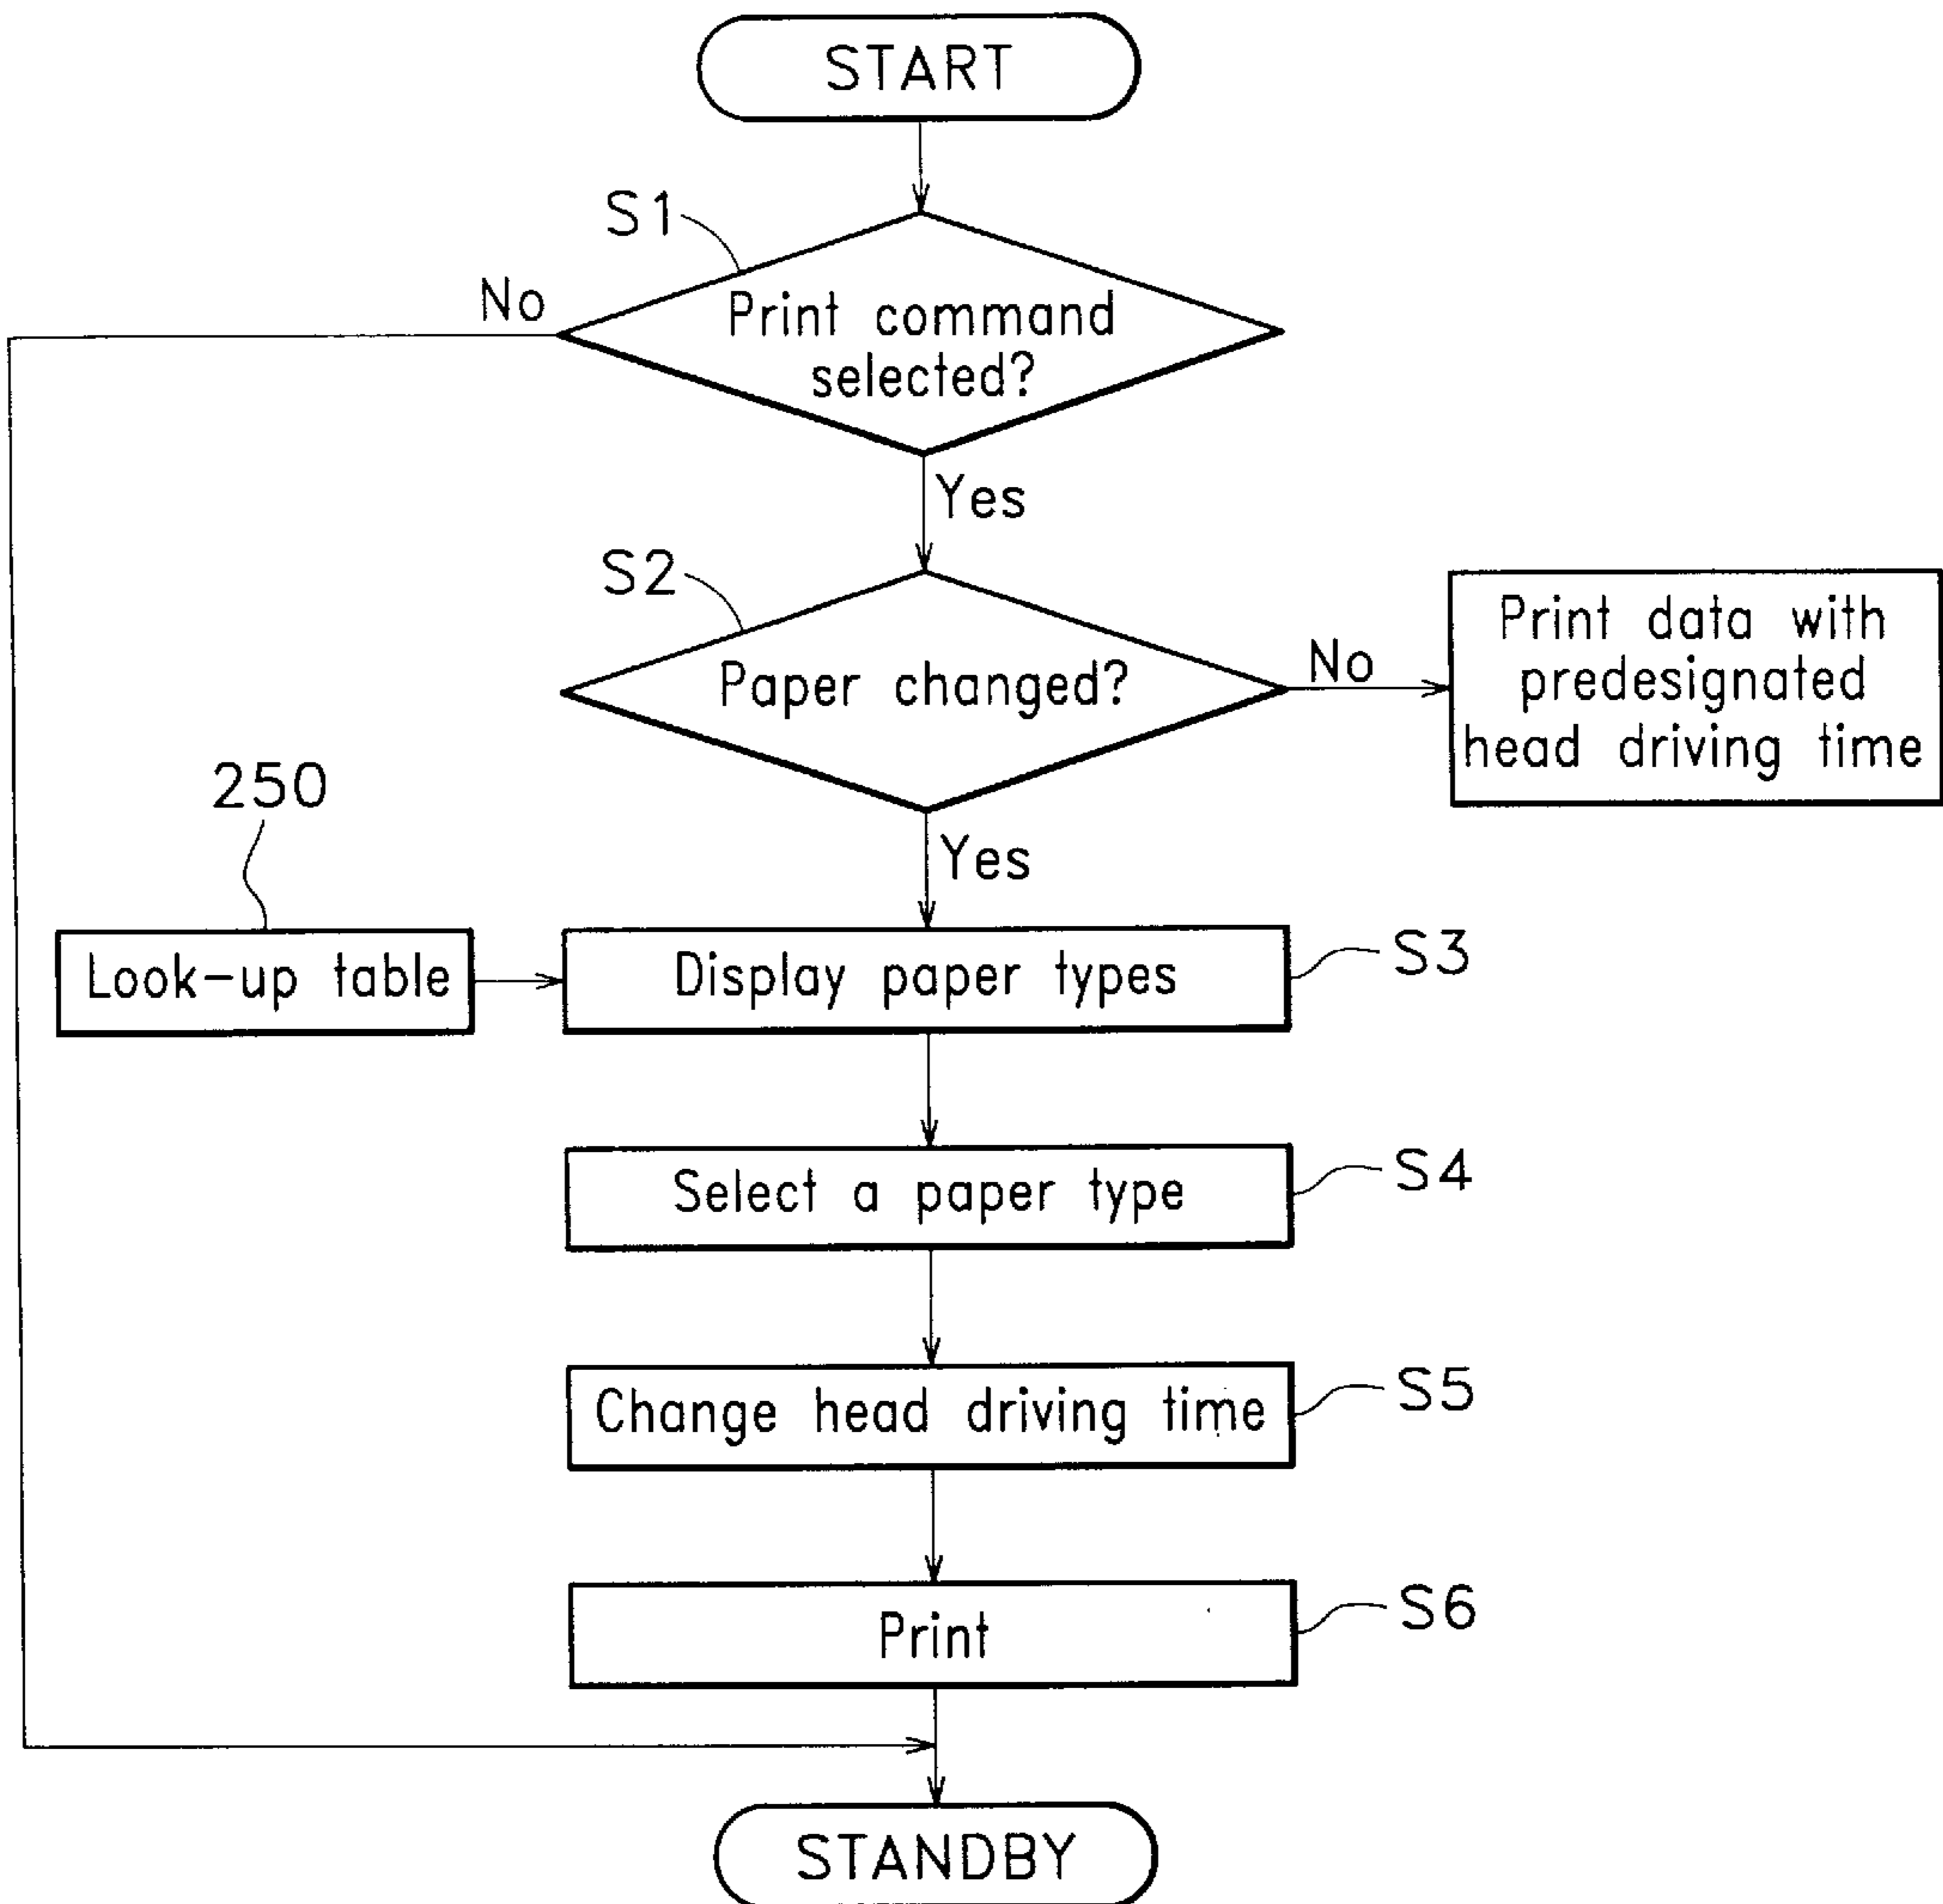 START
S1
No
Print command
selected?
Yes
S2
Paper changed?
No
Print data with
predesignated
head driving time
250
Yes
Look-up table
Display paper types
S3
Select a paper type
S4
Change head driving time
S5
Print
S6
STANDBY